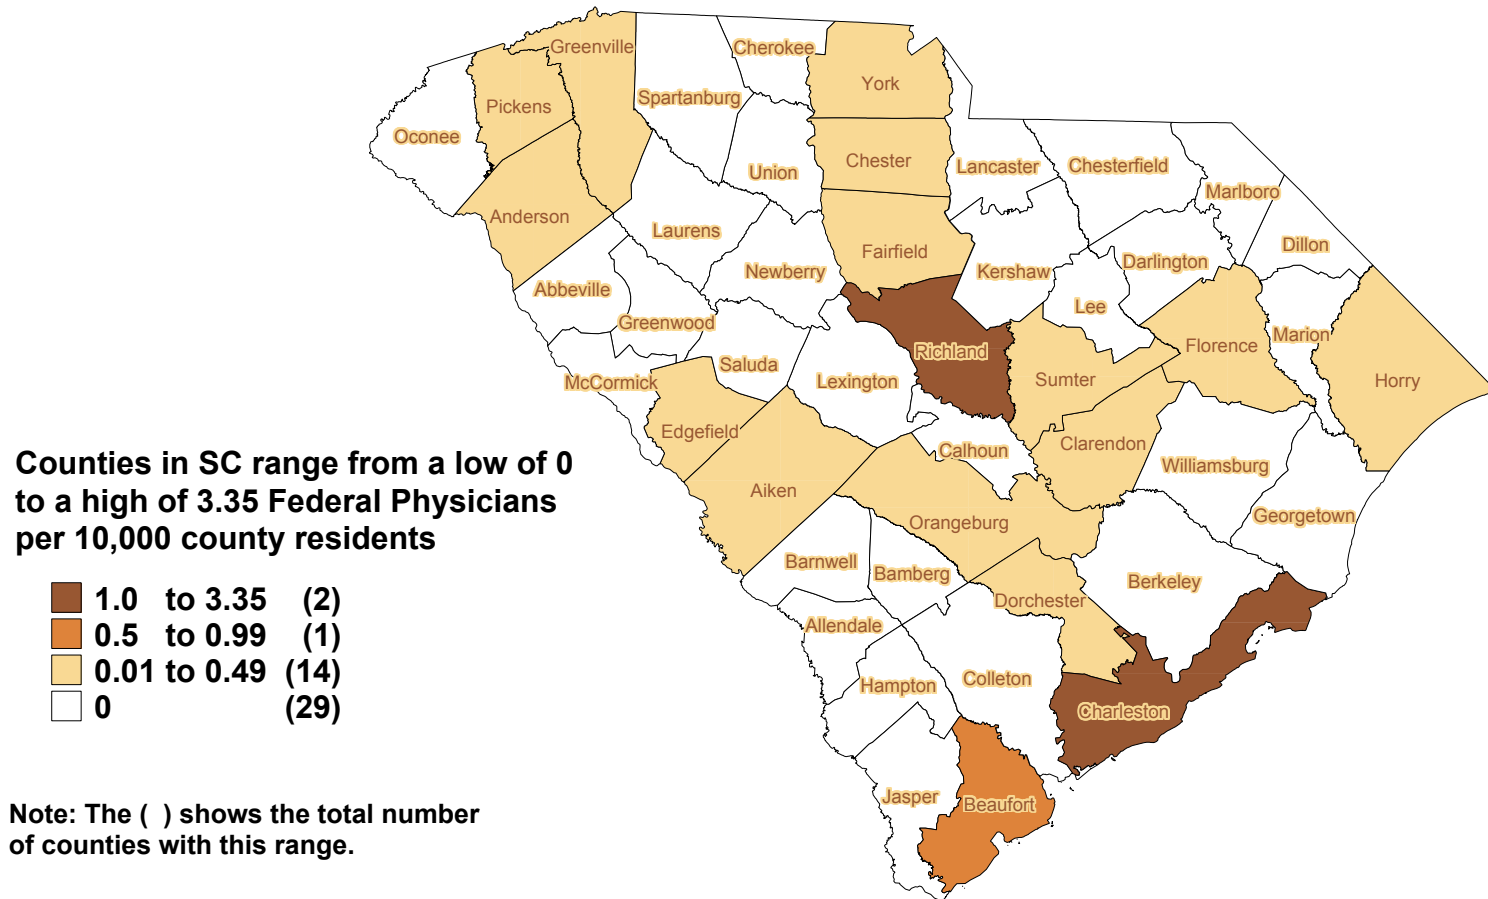 Greenville
Cherokee
York
Spartanburg
Pickens
Oconee
Chester
Lancaster
Chesterfield
Union
Marlboro
Anderson
Laurens
Dillon
Fairfield
Newberry
Kershaw
Darlington
Abbeville
Lee
Greenwood
Marion
Florence
Richland
Saluda
McCormick
Lexington
Sumter
Horry
Edgefield
Clarendon
Calhoun
Williamsburg
Counties in SC range from a low of 0
to a high of 3.35 Federal Physicians
per 10,000 county residents
Aiken
Georgetown
Orangeburg
Barnwell
Bamberg
Berkeley
1.0 to 3.35 (2)
Dorchester
0.5 to 0.99 (1)
Allendale
0.01 to 0.49 (14)
Colleton
Hampton
0 (29)
Charleston
Jasper
Beaufort
Note: The ( ) shows the total number
of counties with this range.